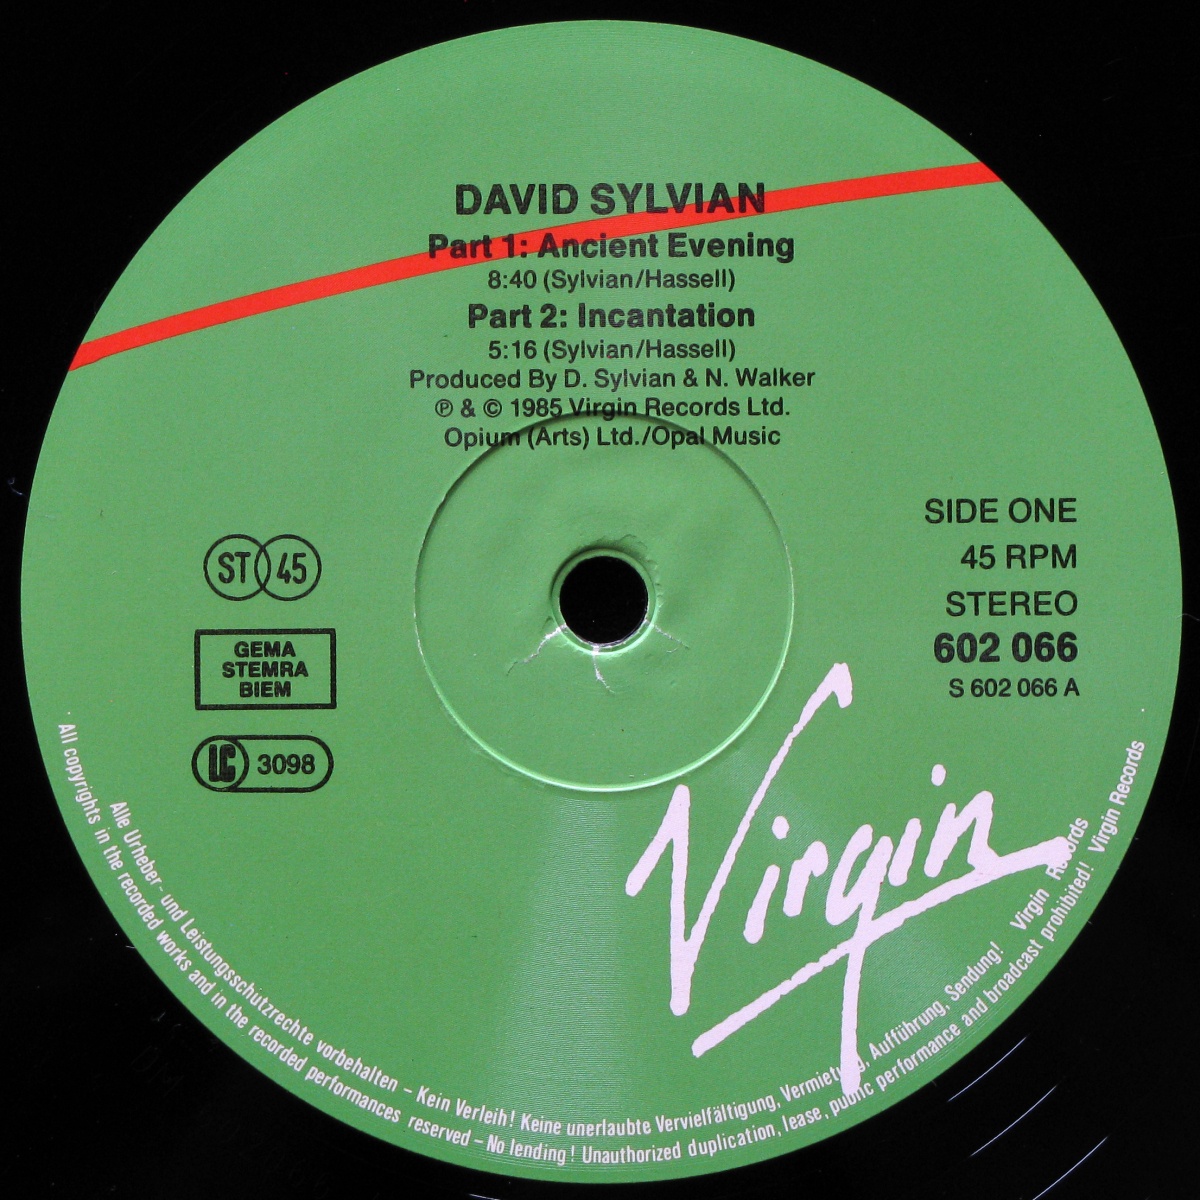 DAVID SYLVIAN
Part 1: Ancient Evening
8:40 (Sylvian/Hassell)
Part 2: Incantation
5:16 (Sylvian/Hassell)
Produced By D. Sylvian & N. Walker
℗ & © 1985 Virgin Records Ltd.
Opium (Arts) Ltd./Opal Music
ST 45
GEMA
STEMRA
BIEM
LC 3098
SIDE ONE
45 RPM
STEREO
602 066
S 602 066 A
Virgin
Alle Urheber- und Leistungsschutzrechte vorbehalten – Kein Verleih! Keine unerlaubte Vervielfältigung, Vermietung, Aufführung, Sendung! Virgin Records
All copyrights in the recorded works and in the recorded performances reserved – No lending! Unauthorized duplication, lease, public performance and broadcast prohibited! Virgin Records